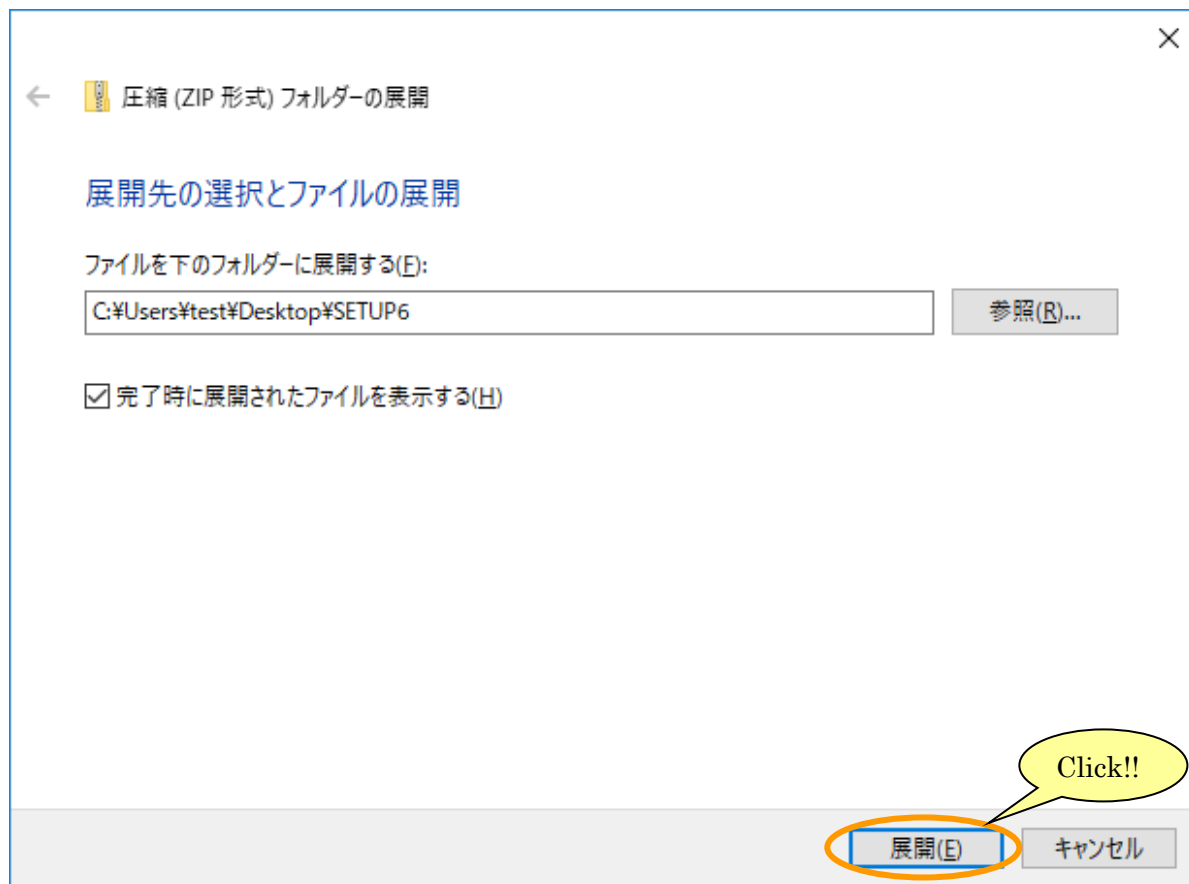 圧縮 (ZIP 形式) フォルダーの展開
展開先の選択とファイルの展開
ファイルを下のフォルダーに展開する(F):
C:¥Users¥test¥Desktop¥SETUP6
参照(R)...
完了時に展開されたファイルを表示する(H)
Click!!
展開(E)
キャンセル